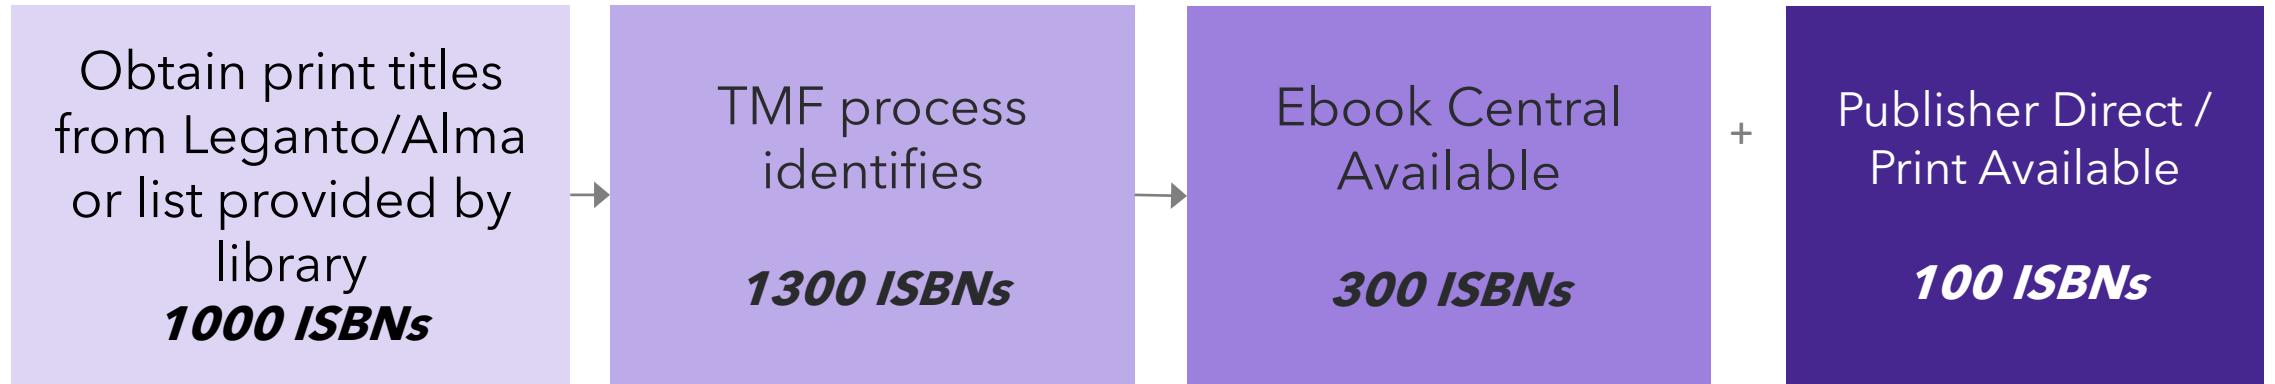 Obtain print titles
from Leganto/Alma
or list provided by
library
1000 ISBNs
TMF process
identifies
1300 ISBNs
Ebook Central
Available
300 ISBNs
+
Publisher Direct /
Print Available
100 ISBNs